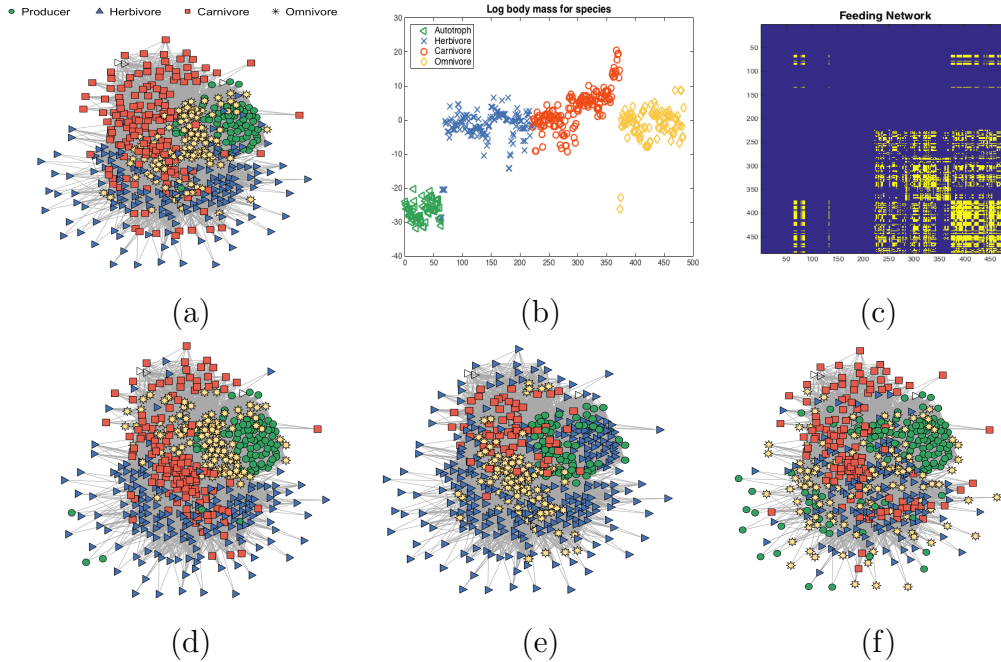 Producer Herbivore Carnivore Omnivore
(a)
Log body mass for species
30
20
10
0
-10
-20
-30
-40
0 50 100 150 200 250 300 350 400 450 500
Autotroph
Herbivore
Carnivore
Omnivore
(b)
Feeding Network
50
100
150
200
250
300
350
400
450
50 100 150 200 250 300 350 400 450
(c)
(d)
(e)
(f)